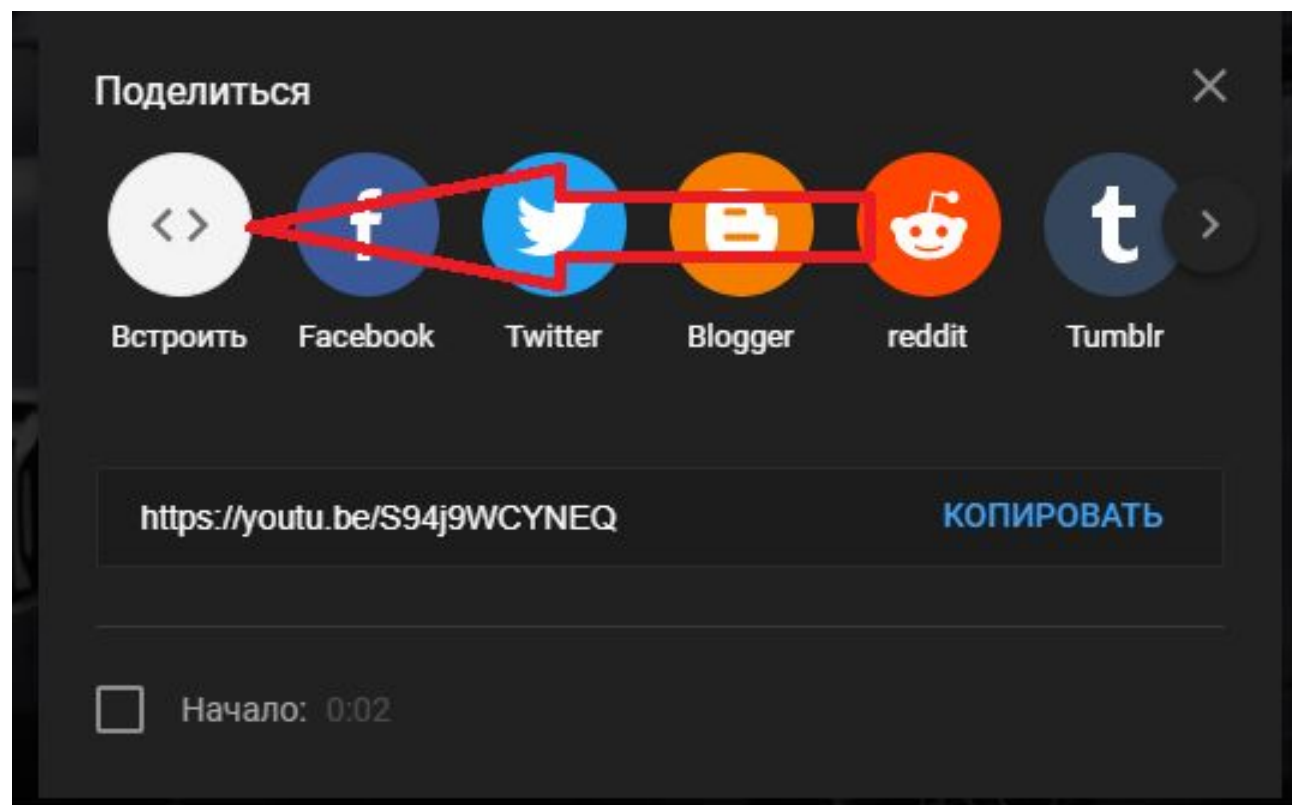 Поделиться
Встроить Facebook Twitter Blogger reddit Tumblr
https://youtu.be/S94j9WCYNEQ КОПИРОВАТЬ
Начало: 0:02